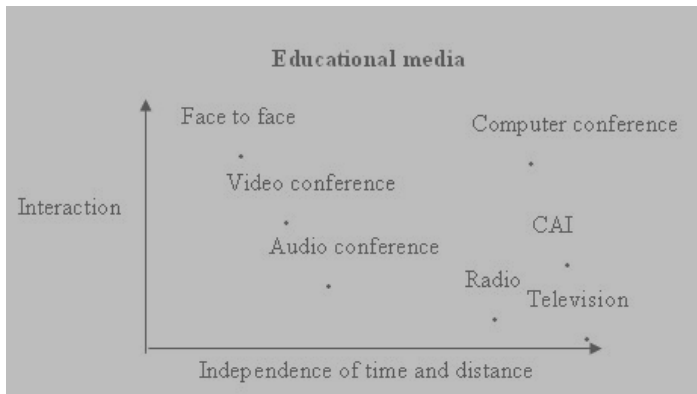 Educational media
Face to face
Computer conference
Video conference
Interaction
CAI
Audio conference
Radio
Television
Independence of time and distance